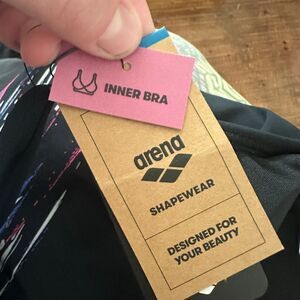 INNER BRA
arena
SHAPEWEAR
DESIGNED FOR
YOUR BEAUTY